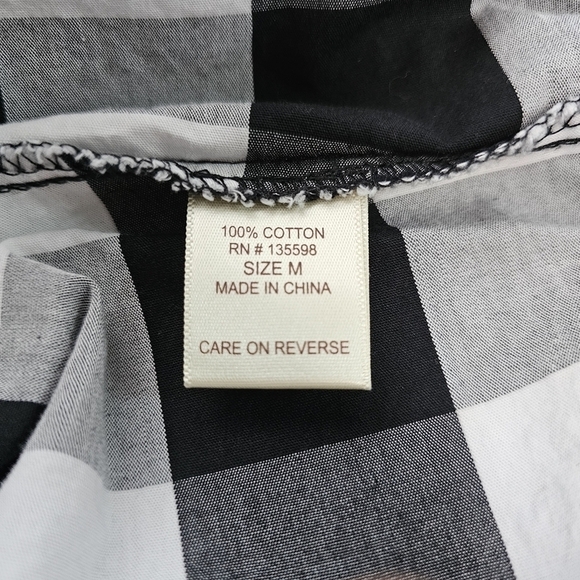 100% COTTON
RN # 135598
SIZE M
MADE IN CHINA
CARE ON REVERSE